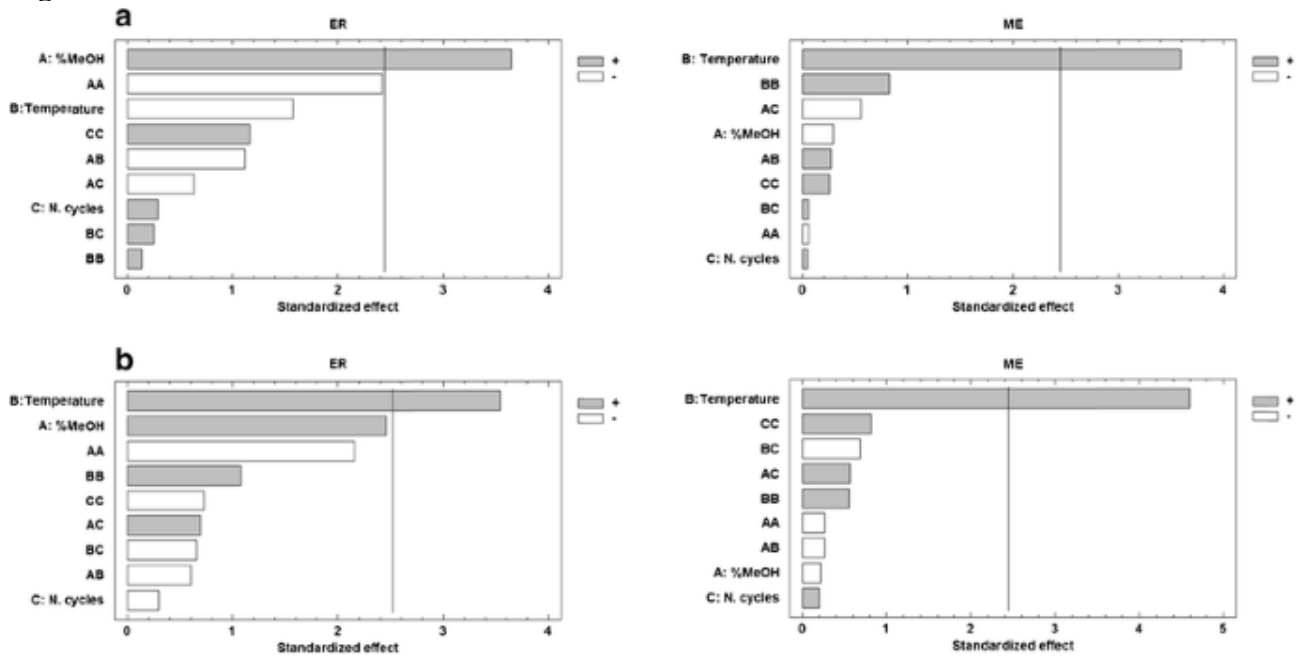 a
ER
A: %MeOH
AA
B:Temperature
CC
AB
AC
C: N. cycles
BC
BB
+
-
0 1 2 3 4
Standardized effect
ME
B: Temperature
BB
AC
A: %MeOH
AB
CC
BC
AA
C: N. cycles
+
-
0 1 2 3 4
Standardized effect
b
ER
B:Temperature
A: %MeOH
AA
BB
CC
AC
BC
AB
C: N. cycles
+
-
0 1 2 3 4
Standardized effect
ME
B: Temperature
CC
BC
AC
BB
AA
AB
A: %MeOH
C: N. cycles
+
-
0 1 2 3 4 5
Standardized effect